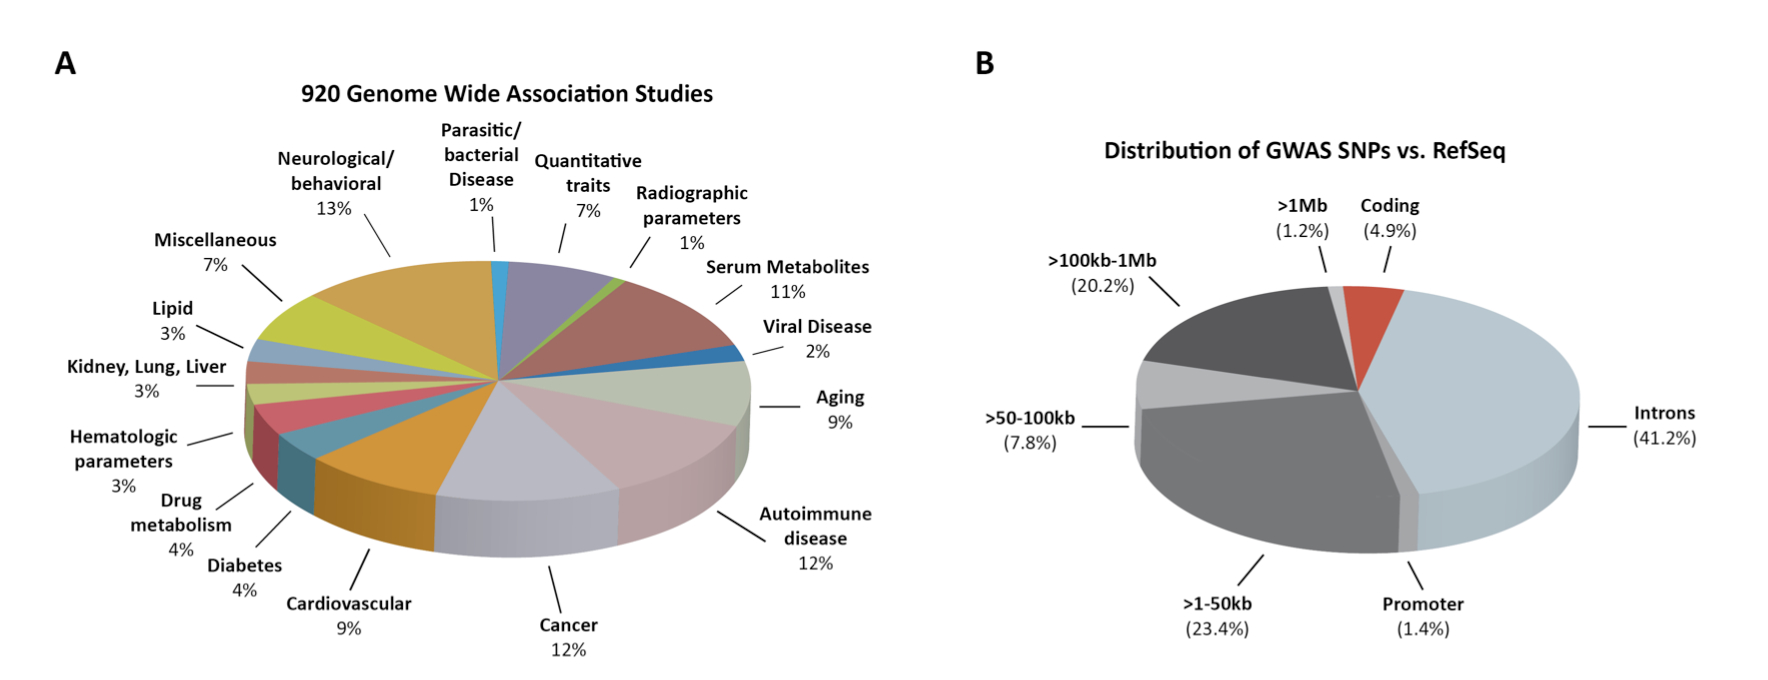 A
920 Genome Wide Association Studies
Parasitic/
bacterial
Disease
1%
Quantitative
traits
7%
Radiographic
parameters
1%
Serum Metabolites
11%
Viral Disease
2%
Aging
9%
Autoimmune
disease
12%
Cancer
12%
Cardiovascular
9%
Diabetes
4%
Drug
metabolism
4%
Hematologic
parameters
3%
Kidney, Lung, Liver
3%
Lipid
3%
Miscellaneous
7%
Neurological/
behavioral
13%
B
Distribution of GWAS SNPs vs. RefSeq
>1Mb
(1.2%)
Coding
(4.9%)
Introns
(41.2%)
Promoter
(1.4%)
>1-50kb
(23.4%)
>50-100kb
(7.8%)
>100kb-1Mb
(20.2%)